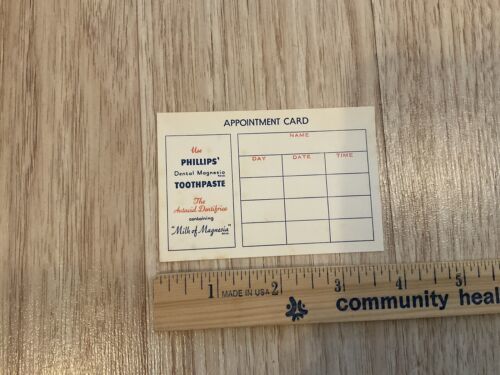 APPOINTMENT CARD
Use
PHILLIPS'
Dental Magnesia
TOOTHPASTE
The
Antacid Dentifrice
containing
"Milk of Magnesia"
NAME
DAY DATE TIME
1 MADE IN USA 2 3 4 5
community heal